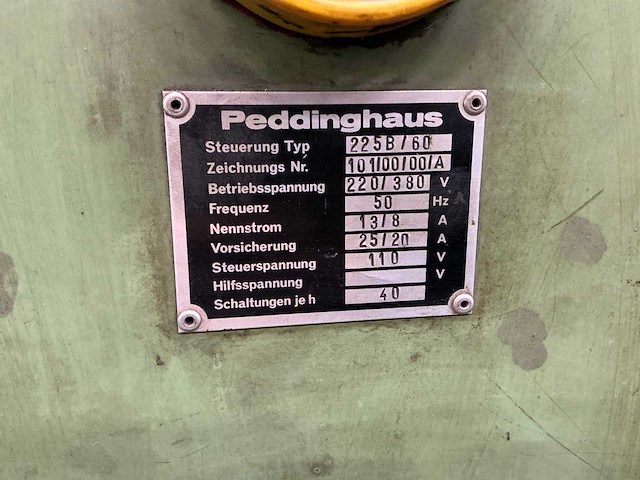 Peddinghaus
Steuerung Typ 225B/60
Zeichnungs Nr. 101/00/00/A
Betriebsspannung 220/380 V
Frequenz 50 Hz
Nennstrom 13/8 A
Vorsicherung 25/20 A
Steuerspannung 110 V
Hilfsspannung V
Schaltungen je h 40